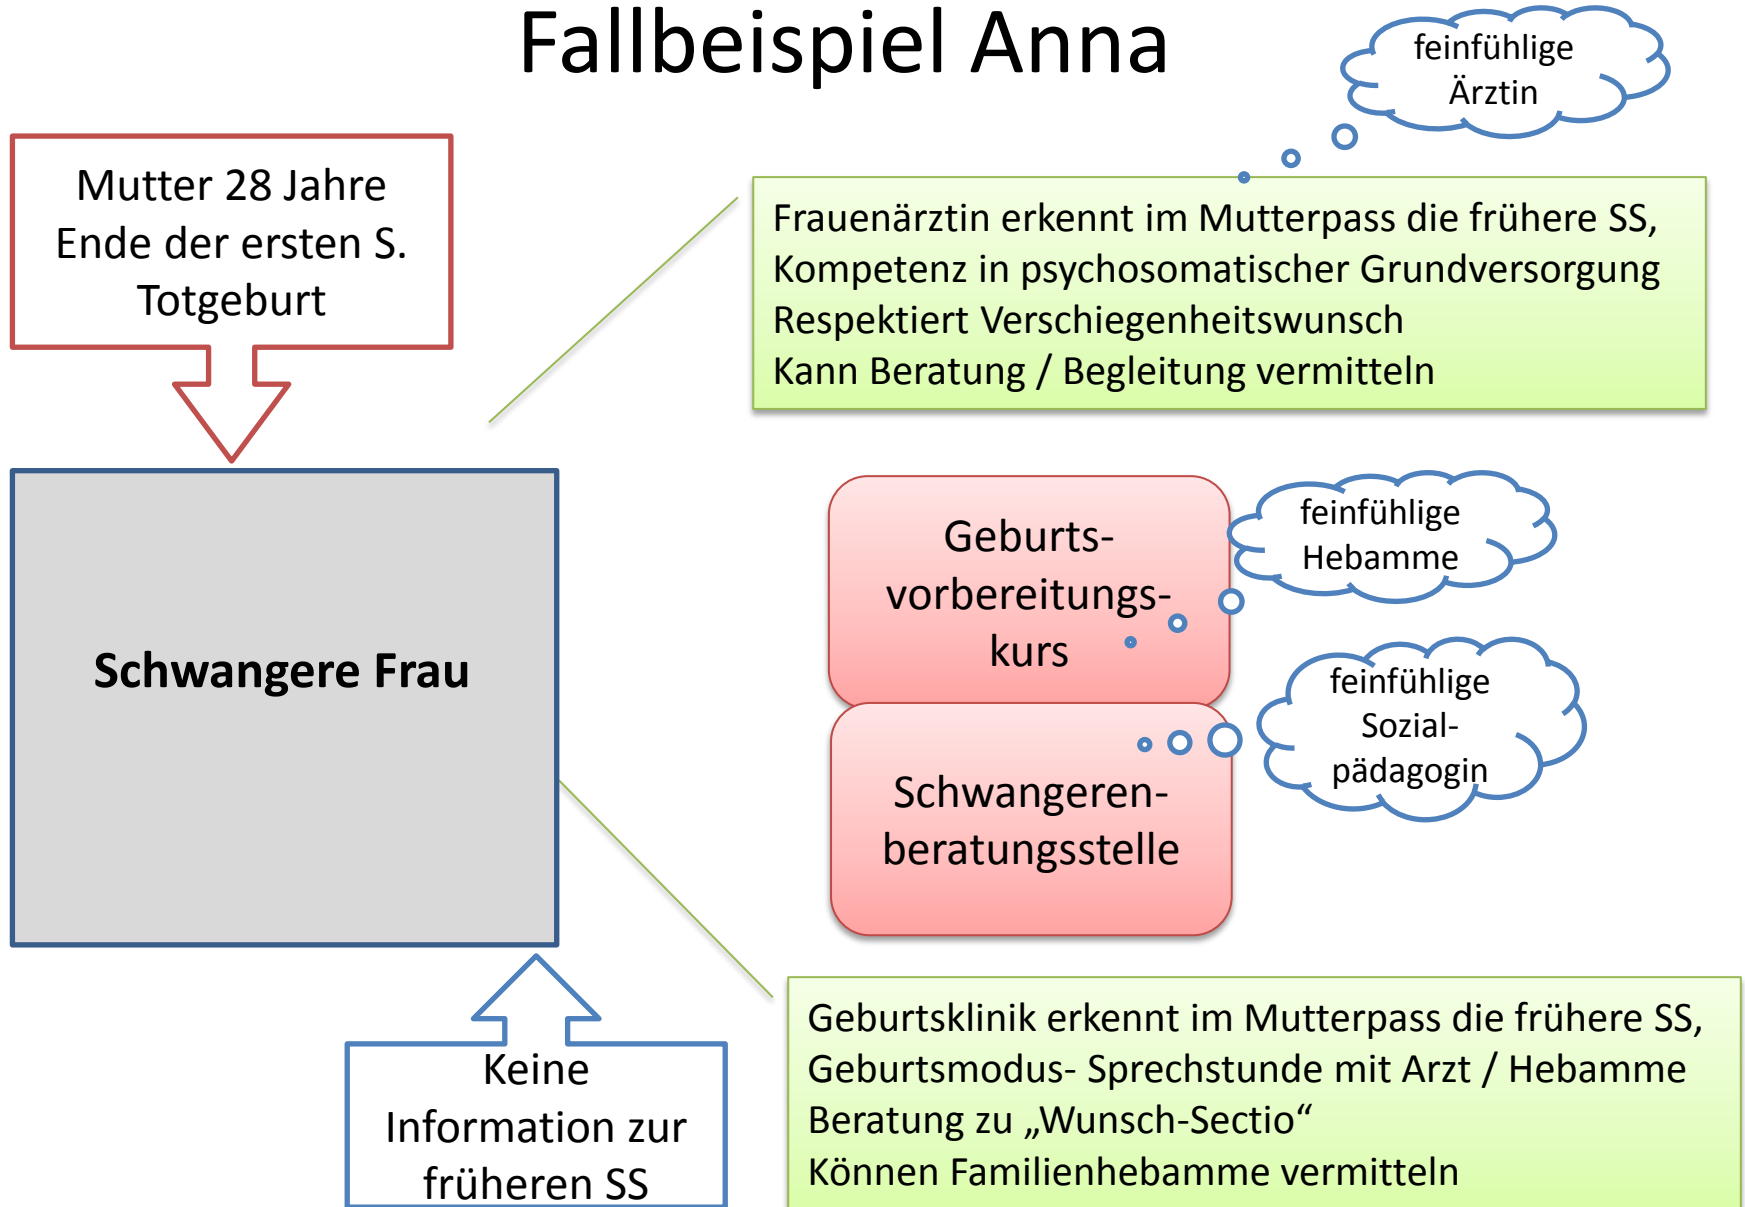 Fallbeispiel Anna
feinfühlige
Ärztin
Mutter 28 Jahre
Ende der ersten S.
Totgeburt
Frauenärztin erkennt im Mutterpass die frühere SS,
Kompetenz in psychosomatischer Grundversorgung
Respektiert Verschiegenheitswunsch
Kann Beratung / Begleitung vermitteln
Schwangere Frau
Geburts-
vorbereitungs-
kurs
feinfühlige
Hebamme
Schwangeren-
beratungsstelle
feinfühlige
Sozial-
pädagogin
Keine
Information zur
früheren SS
Geburtsklinik erkennt im Mutterpass die frühere SS,
Geburtsmodus- Sprechstunde mit Arzt / Hebamme
Beratung zu „Wunsch-Sectio“
Können Familienhebamme vermitteln